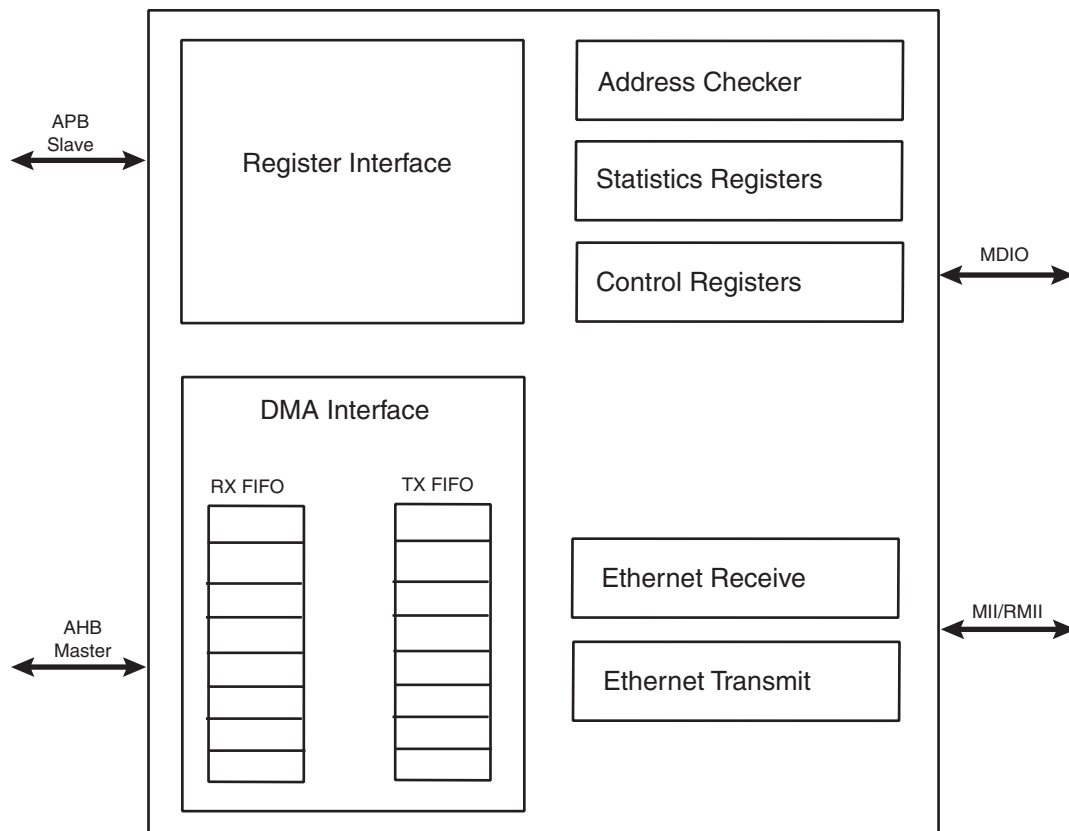 APB
Slave
Register Interface
Address Checker
Statistics Registers
Control Registers
MDIO
DMA Interface
RX FIFO
TX FIFO
AHB
Master
Ethernet Receive
Ethernet Transmit
MII/RMII